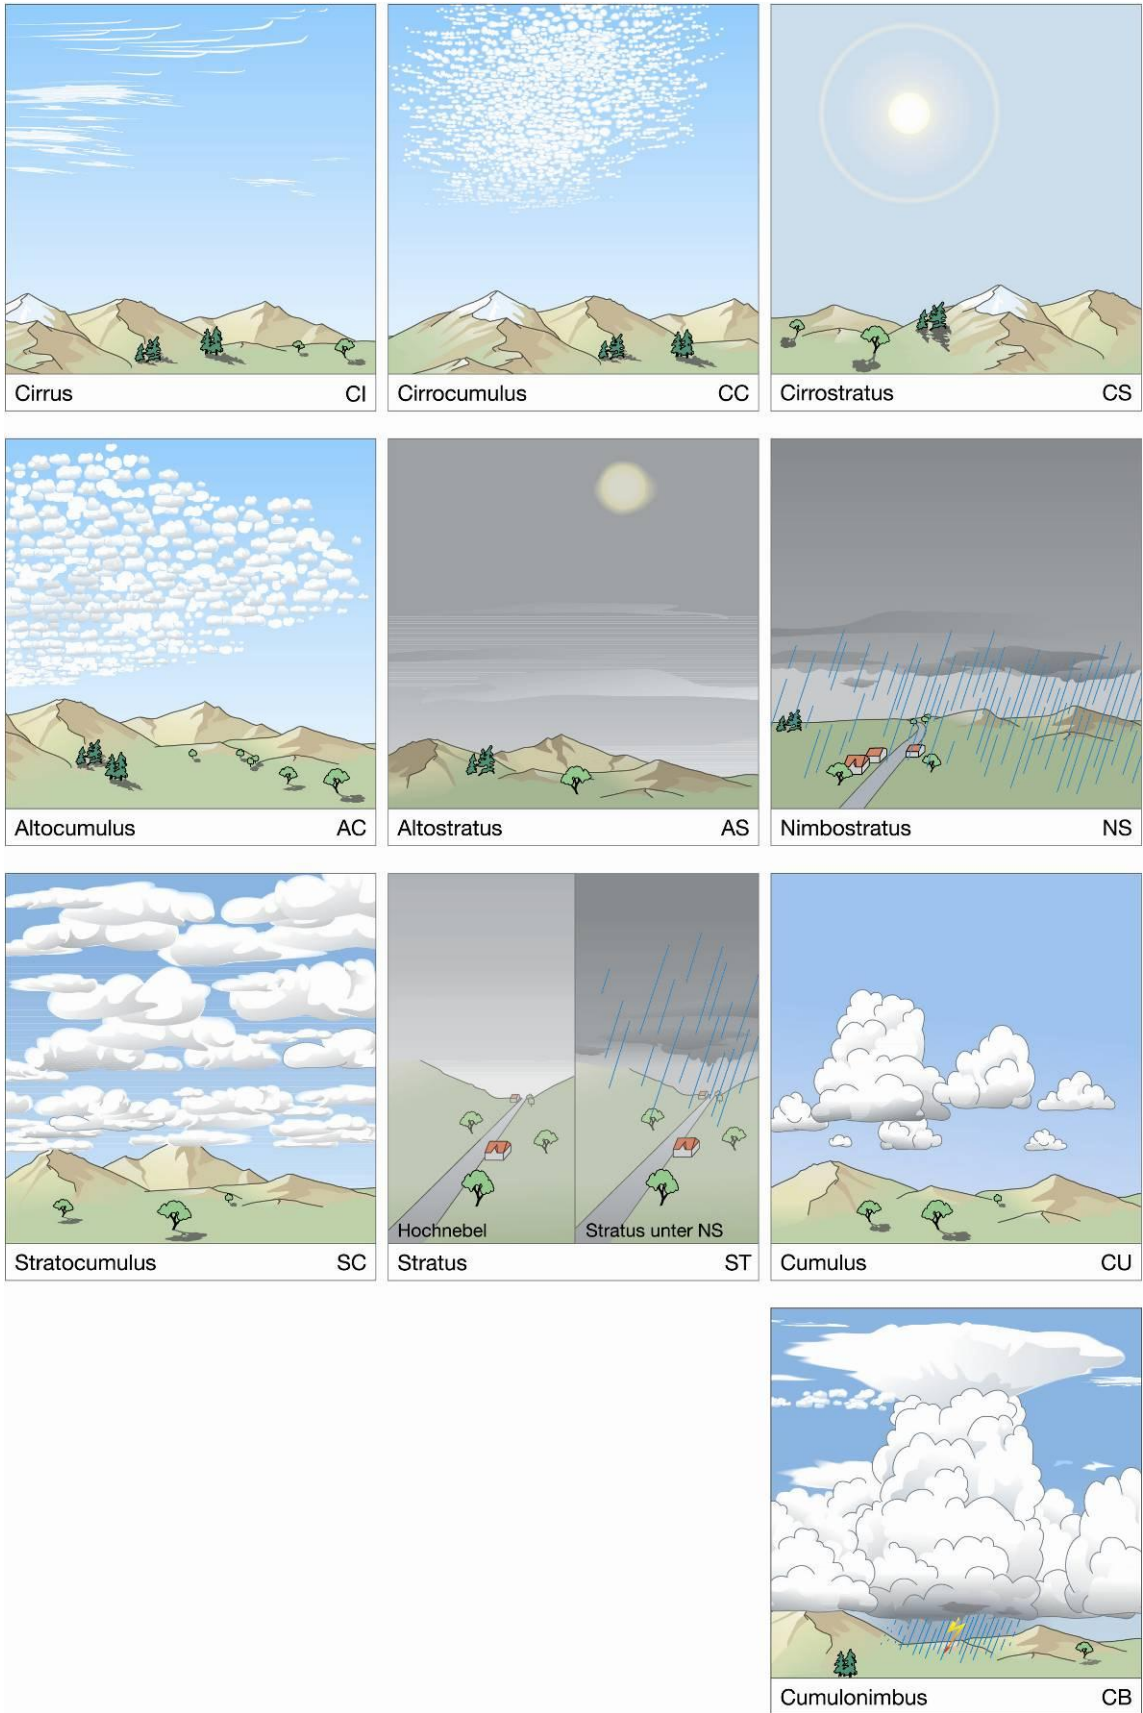 Cirrus CI
Cirrocumulus CC
Cirrostratus CS
Altocumulus AC
Altostratus AS
Nimbostratus NS
Stratocumulus SC
Hochnebel
Stratus unter NS
Stratus ST
Cumulus CU
Cumulonimbus CB